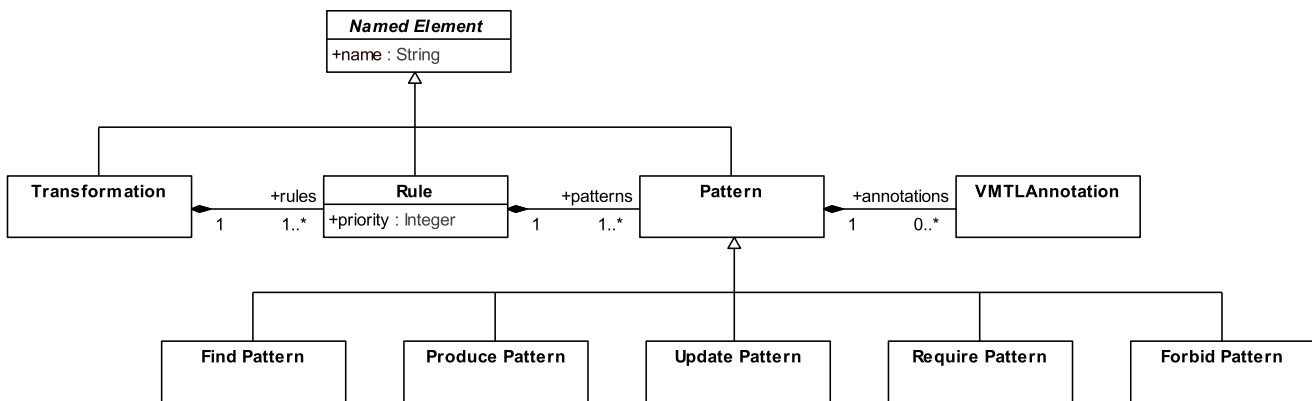 Named Element
+name : String
Transformation
+rules
1
1..*
Rule
+priority : Integer
+patterns
1
1..*
Pattern
+annotations
1
0..*
VMTLAnnotation
Find Pattern
Produce Pattern
Update Pattern
Require Pattern
Forbid Pattern